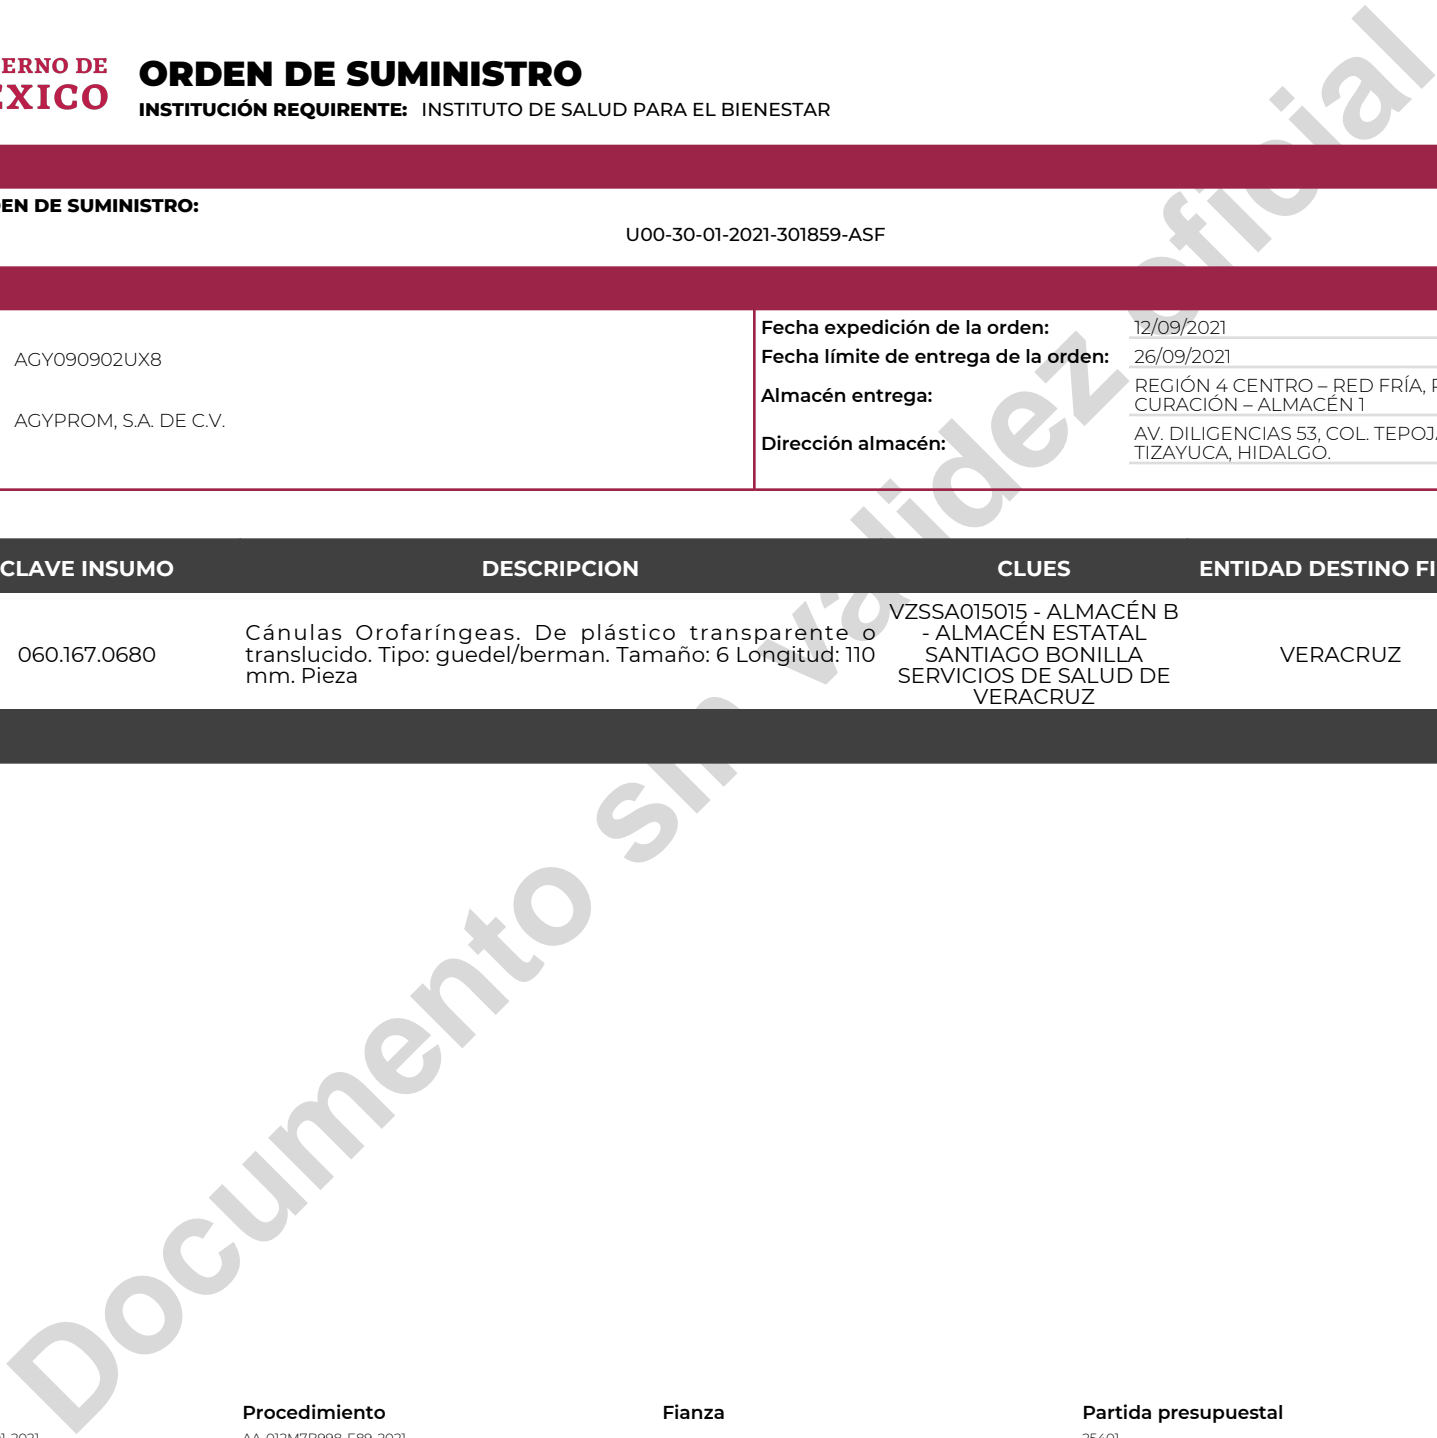 ERNO DE
EXICO
ORDEN DE SUMINISTRO
INSTITUCIÓN REQUIRENTE: INSTITUTO DE SALUD PARA EL BIENESTAR
EN DE SUMINISTRO:
U00-30-01-2021-301859-ASF
AGY090902UX8
AGYPROM, S.A. DE C.V.
Fecha expedición de la orden: 12/09/2021
Fecha límite de entrega de la orden: 26/09/2021
Almacén entrega: REGIÓN 4 CENTRO – RED FRÍA,
CURACIÓN – ALMACÉN 1
Dirección almacén: AV. DILIGENCIAS 53, COL. TEPOJ
TIZAYUCA, HIDALGO.
CLAVE INSUMO DESCRIPCION CLUES ENTIDAD DESTINO FI
060.167.0680
Cánulas Orofaríngeas. De plástico transparente o
translucido. Tipo: guedel/berman. Tamaño: 6 Longitud: 110
mm. Pieza
VZSSA015015 - ALMACÉN B
- ALMACÉN ESTATAL
SANTIAGO BONILLA
SERVICIOS DE SALUD DE
VERACRUZ
VERACRUZ
Documento sin validez oficial
Procedimiento Fianza Partida presupuestal